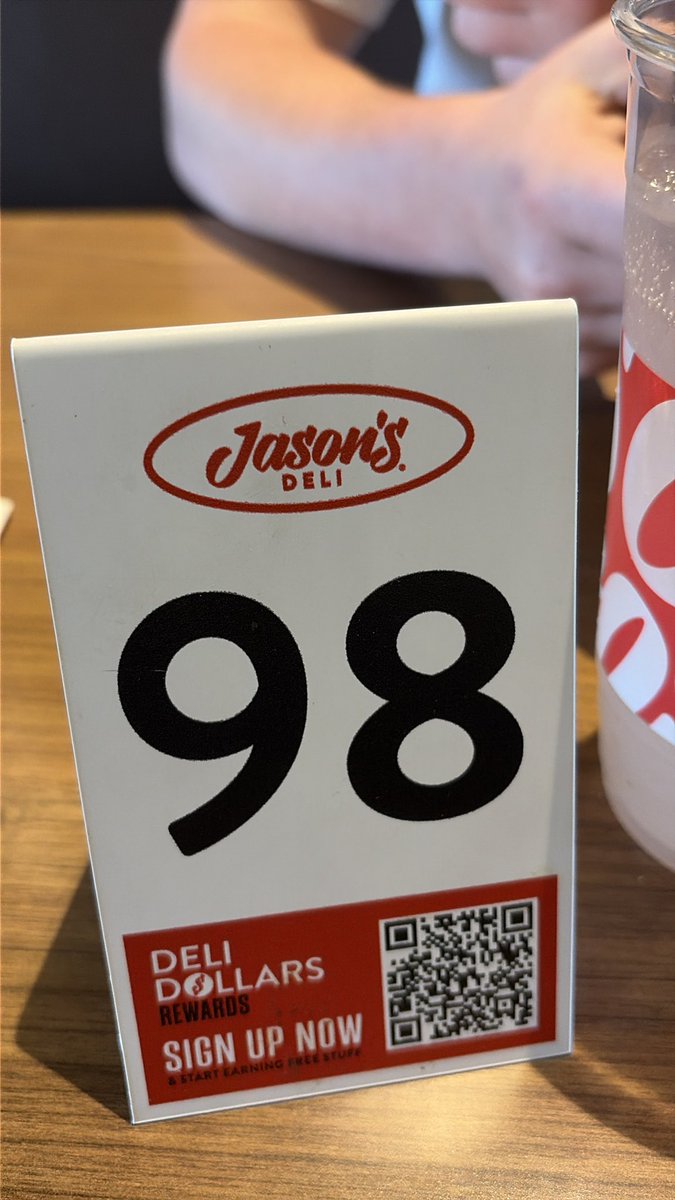 Jason's
DELI
98
DELI
DOLLARS
REWARDS
SIGN UP NOW
& START EARNING FREE STUFF